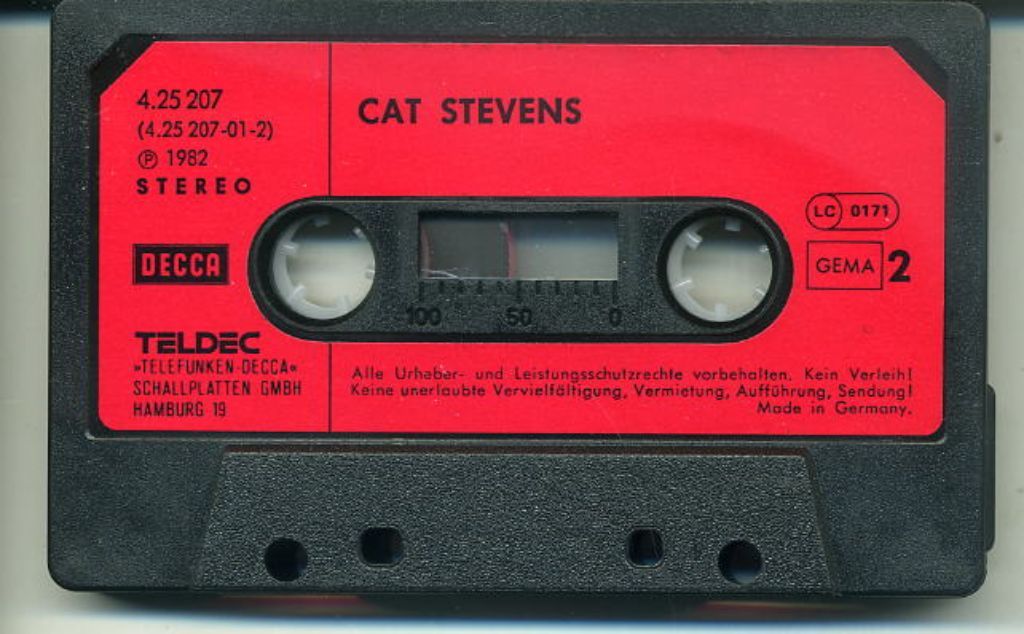 4.25 207
(4.25 207-01-2)
℗ 1982
STEREO
CAT STEVENS
LC 0171
DECCA
GEMA 2
100 50 0
TELDEC
»TELEFUNKEN-DECCA«
SCHALLPLATTEN GMBH
HAMBURG 19
Alle Urheber- und Leistungsschutzrechte vorbehalten. Kein Verleih!
Keine unerlaubte Vervielfältigung, Vermietung, Aufführung, Sendung!
Made in Germany.